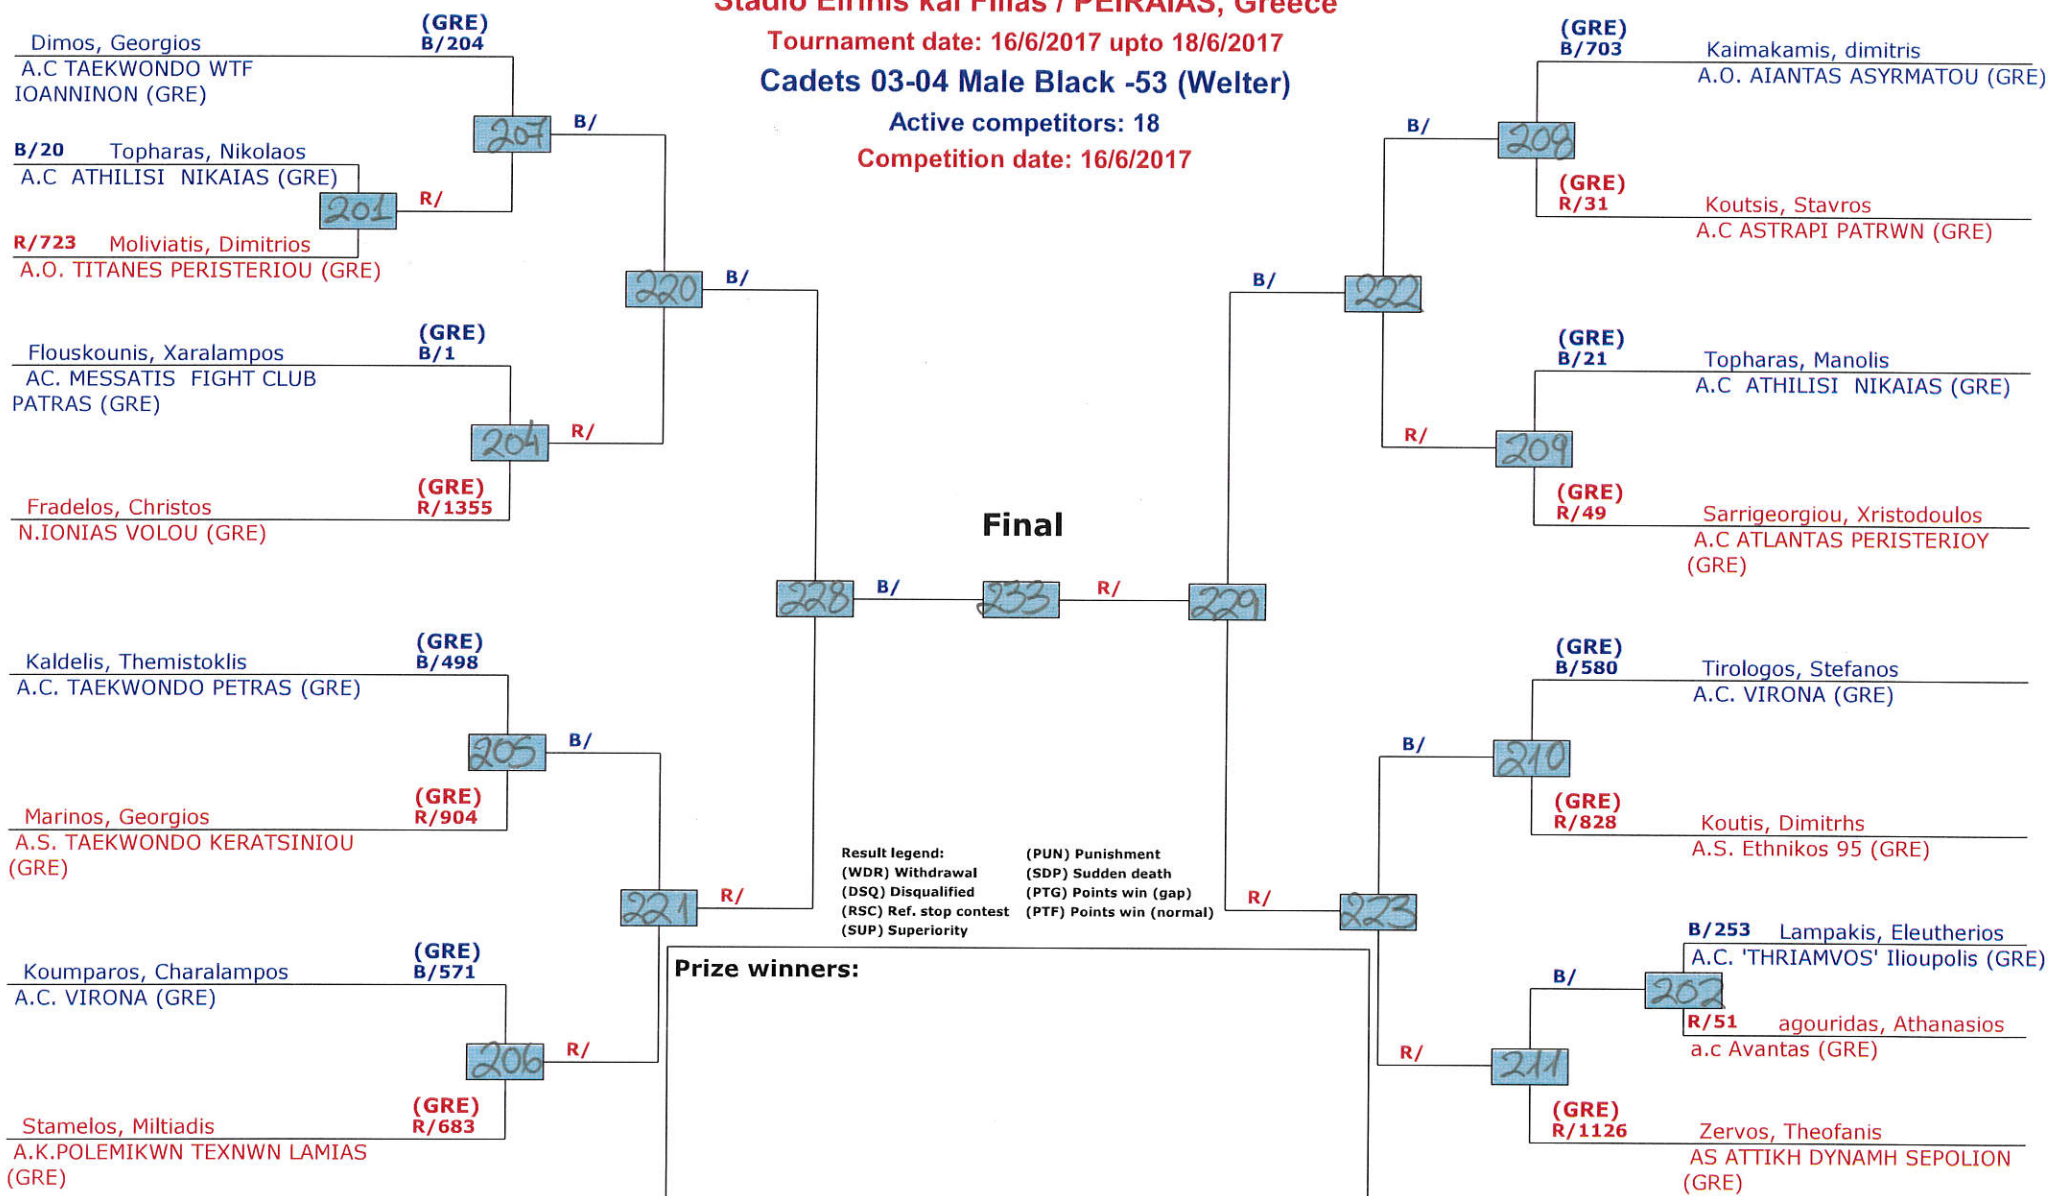 Stadio Eirinis kai Filias / PEIRAIAS, Greece
Tournament date: 16/6/2017 upto 18/6/2017
Cadets 03-04 Male Black -53 (Welter)
Active competitors: 18
Competition date: 16/6/2017
(GRE)
Dimos, Georgios B/204
A.C TAEKWONDO WTF
IOANNINON (GRE)
207
B/
B/20 Topharas, Nikolaos
A.C ATHILISI NIKAIAS (GRE)
201
R/
R/723 Moliviatis, Dimitrios
A.O. TITANES PERISTERIOU (GRE)
220
B/
(GRE)
Flouskounis, Xaralampos B/1
AC. MESSATIS FIGHT CLUB
PATRAS (GRE)
204
R/
(GRE)
Fradelos, Christos R/1355
N.IONIAS VOLOU (GRE)
Final
228
B/
233
R/
229
(GRE)
Kaldelis, Themistoklis B/498
A.C. TAEKWONDO PETRAS (GRE)
205
B/
(GRE)
Marinos, Georgios R/904
A.S. TAEKWONDO KERATSINIOU
(GRE)
221
R/
(GRE)
Koumparos, Charalampos B/571
A.C. VIRONA (GRE)
206
R/
(GRE)
Stamelos, Miltiadis R/683
A.K.POLEMIKWN TEXNWN LAMIAS
(GRE)
(GRE)
B/703 Kaimakamis, dimitris
A.O. AIANTAS ASYRMATOU (GRE)
B/
208
(GRE)
R/31 Koutsis, Stavros
A.C ASTRAPI PATRWN (GRE)
B/
222
(GRE)
B/21 Topharas, Manolis
A.C ATHILISI NIKAIAS (GRE)
R/
209
(GRE)
R/49 Sarrigeorgiou, Xristodoulos
A.C ATLANTAS PERISTERIOY
(GRE)
(GRE)
B/580 Tirologos, Stefanos
A.C. VIRONA (GRE)
B/
210
(GRE)
R/828 Koutis, Dimitrhs
A.S. Ethnikos 95 (GRE)
R/
223
B/253 Lampakis, Eleutherios
A.C. 'THRIAMVOS' Ilioupolis (GRE)
B/
202
R/51 agouridas, Athanasios
a.c Avantas (GRE)
R/
211
(GRE)
R/1126 Zervos, Theofanis
AS ATTIKH DYNAMH SEPOLION
(GRE)
Result legend: (PUN) Punishment
(WDR) Withdrawal (SDP) Sudden death
(DSQ) Disqualified (PTG) Points win (gap)
(RSC) Ref. stop contest (PTF) Points win (normal)
(SUP) Superiority
Prize winners: